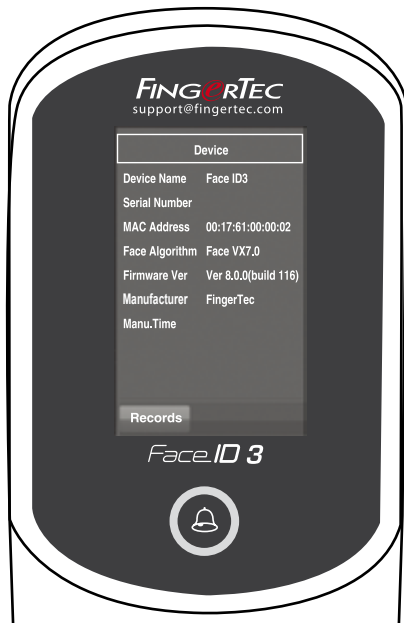 FINGERTEC
support@fingertec.com
Device
Device Name Face ID3
Serial Number
MAC Address 00:17:61:00:00:02
Face Algorithm Face VX7.0
Firmware Ver Ver 8.0.0(build 116)
Manufacturer FingerTec
Manu.Time
Records
Face ID 3